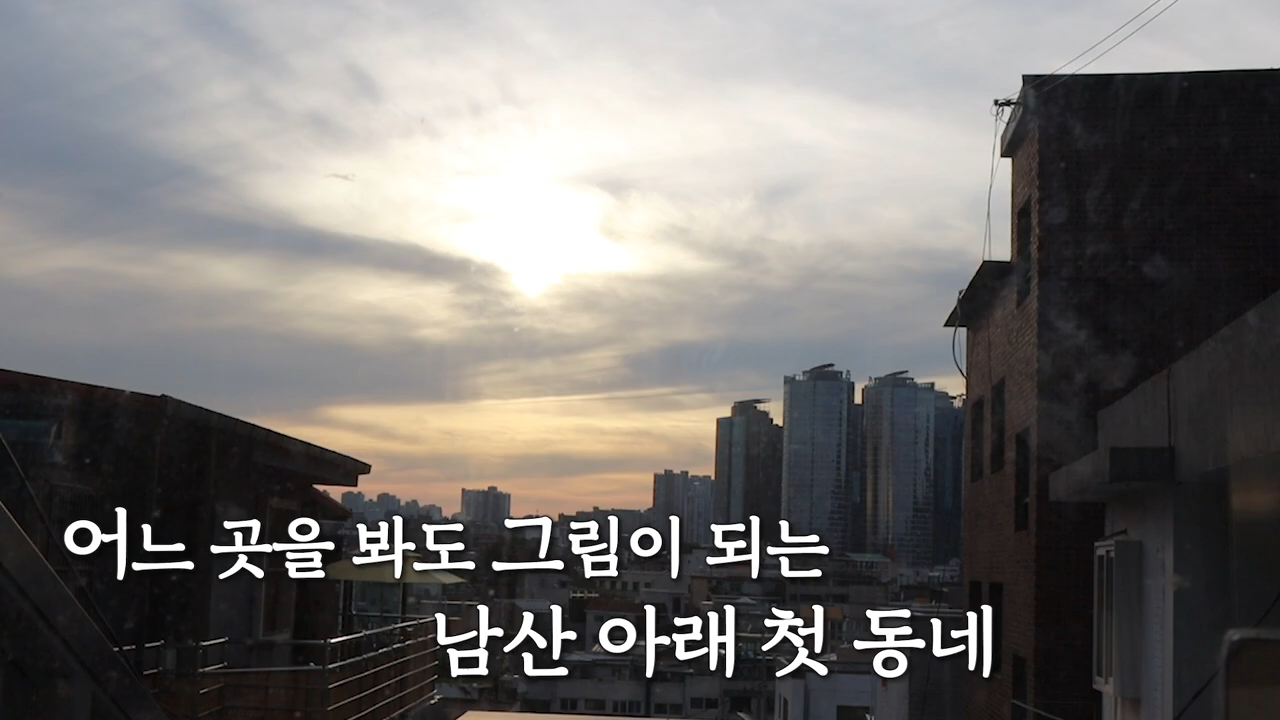 어느 곳을 봐도 그림이 되는
남산 아래 첫 동네